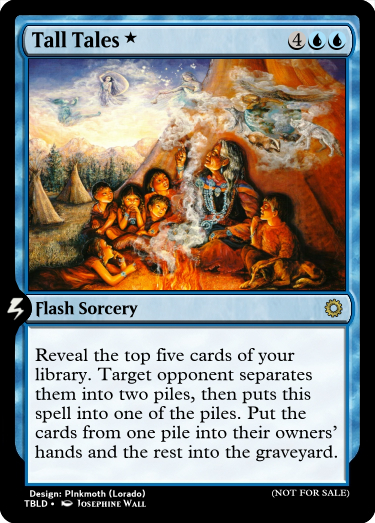 Tall Tales ★ 4
Flash Sorcery
Reveal the top five cards of your
library. Target opponent separates
them into two piles, then puts this
spell into one of the piles. Put the
cards from one pile into their owners’
hands and the rest into the graveyard.
Design: PInkmoth (Lorado)
(NOT FOR SALE)
TBLD • Josephine Wall